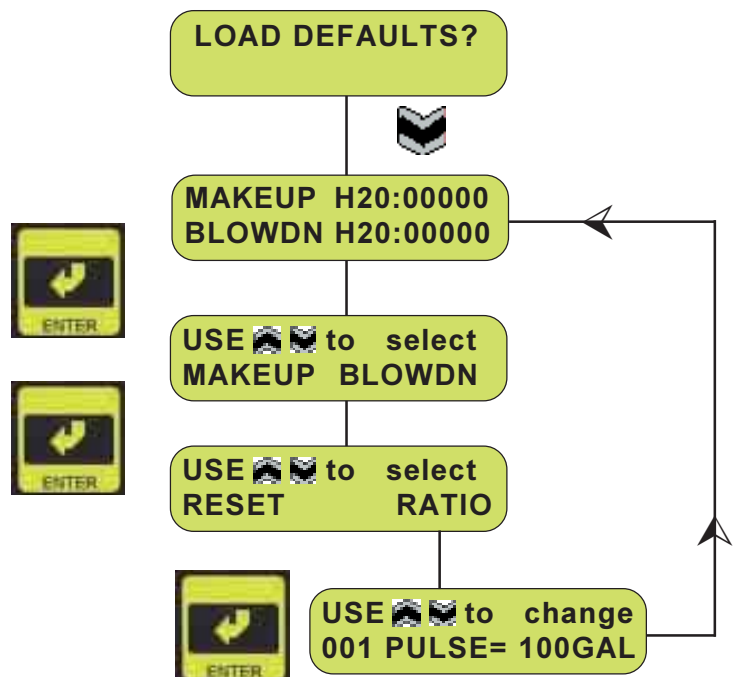 LOAD DEFAULTS?
MAKEUP H20:00000
BLOWDN H20:00000
ENTER
USE to select
MAKEUP BLOWDN
ENTER
USE to select
RESET RATIO
USE to change
001 PULSE= 100GAL
ENTER